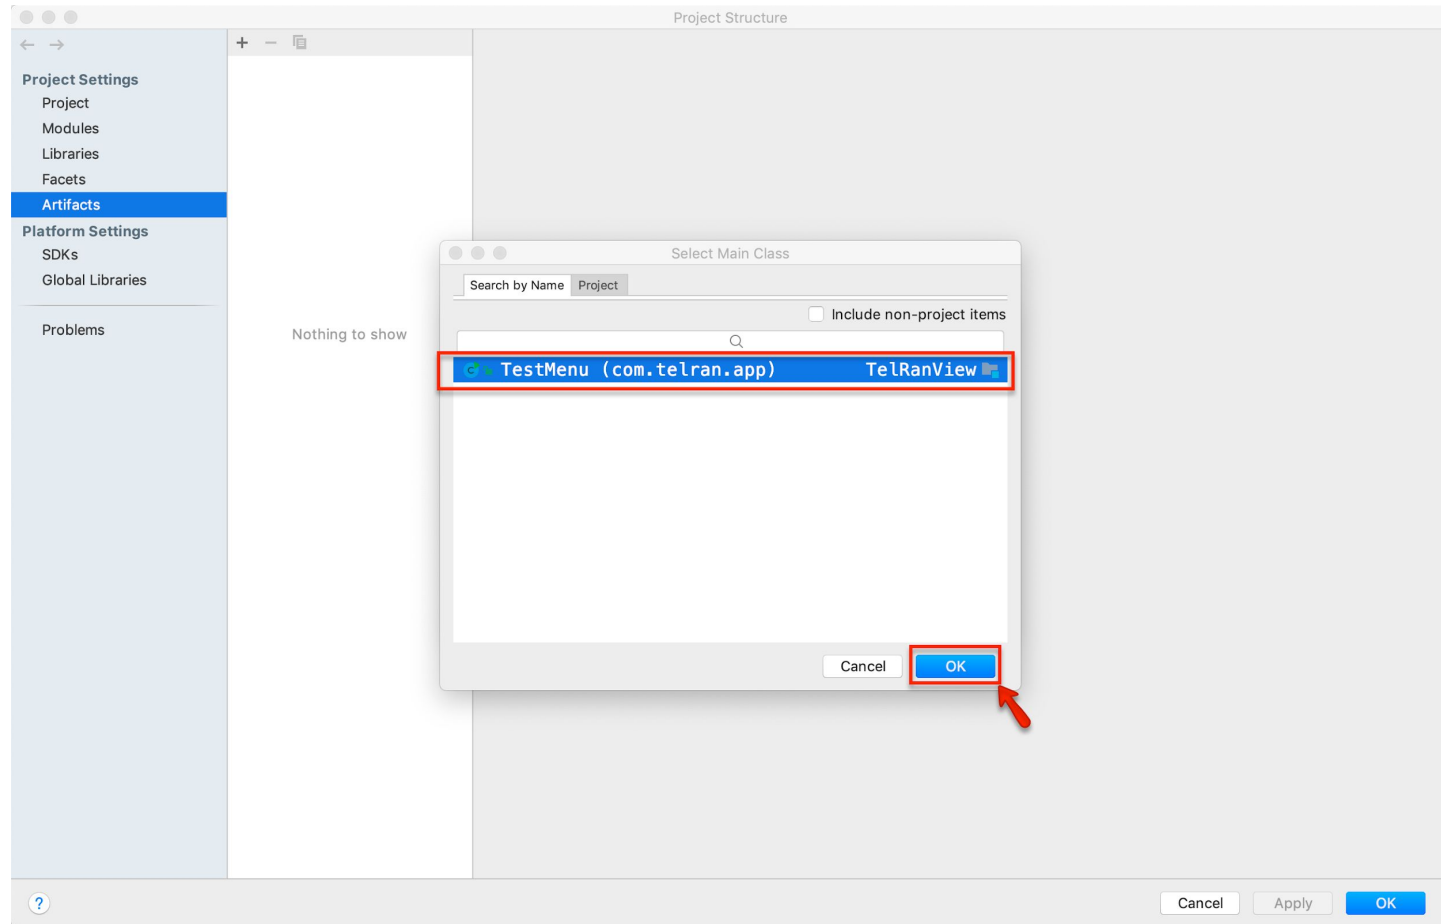 Project Structure
Project Settings
Project
Modules
Libraries
Facets
Artifacts
Platform Settings
SDKs
Global Libraries
Problems
Nothing to show
Select Main Class
Search by Name Project
Include non-project items
TestMenu (com.telran.app) TelRanView
Cancel OK
? Cancel Apply OK